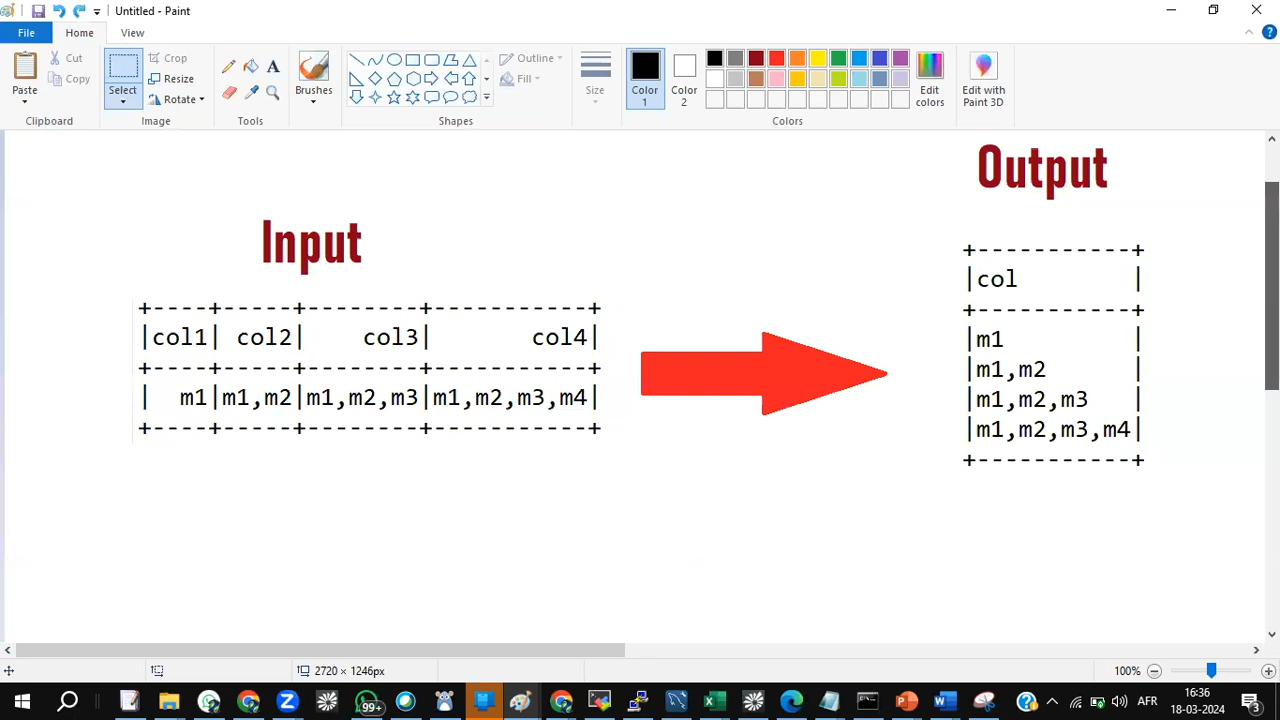 Untitled - Paint
File Home View
Paste
Cut
Copy
Clipboard
Select
Crop
Resize
Rotate
Image
Tools
Brushes
Shapes
Outline
Fill
Size
Color 1
Color 2
Colors
Edit colors
Edit with Paint 3D
Input
+----+-----+--------+-----------+
|col1| col2|    col3|       col4|
+----+-----+--------+-----------+
|  m1|m1,m2|m1,m2,m3|m1,m2,m3,m4|
+----+-----+--------+-----------+
Output
+-----------+
|col        |
+-----------+
|m1         |
|m1,m2      |
|m1,m2,m3   |
|m1,m2,m3,m4|
+-----------+
2720 × 1246px
100%
99+
AFR
16:36
18-03-2024
3